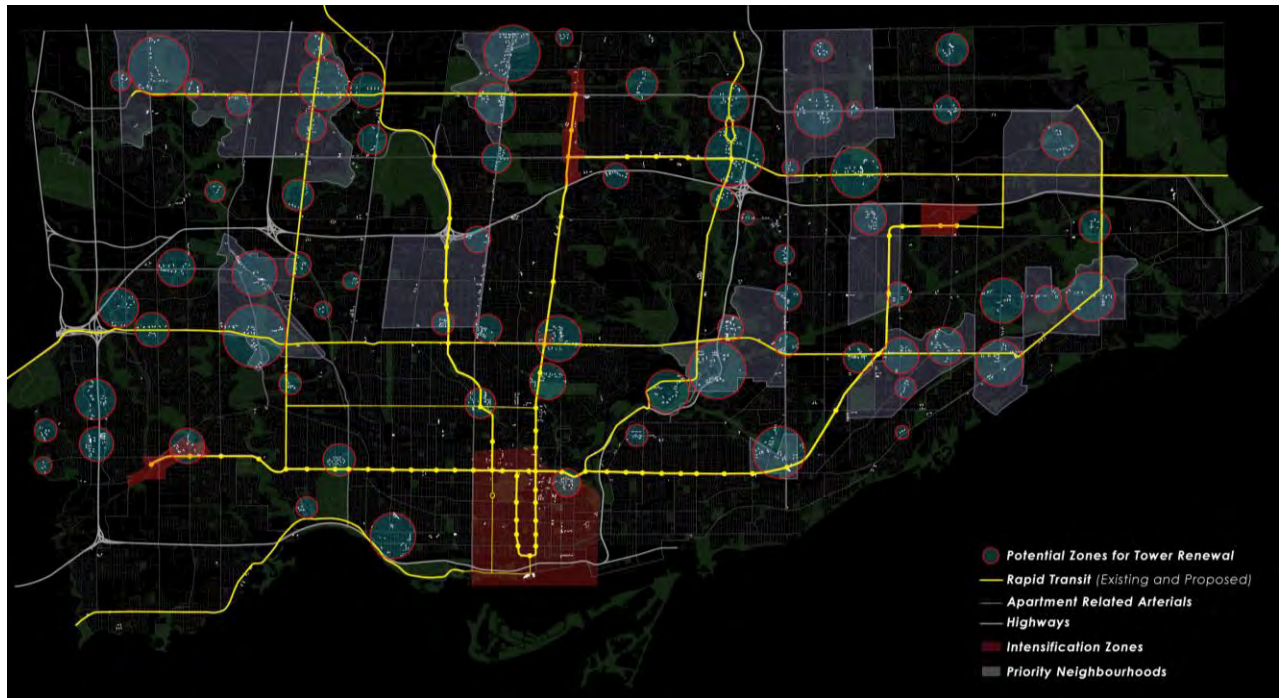 Potential Zones for Tower Renewal
Rapid Transit (Existing and Proposed)
Apartment Related Arterials
Highways
Intensification Zones
Priority Neighbourhoods